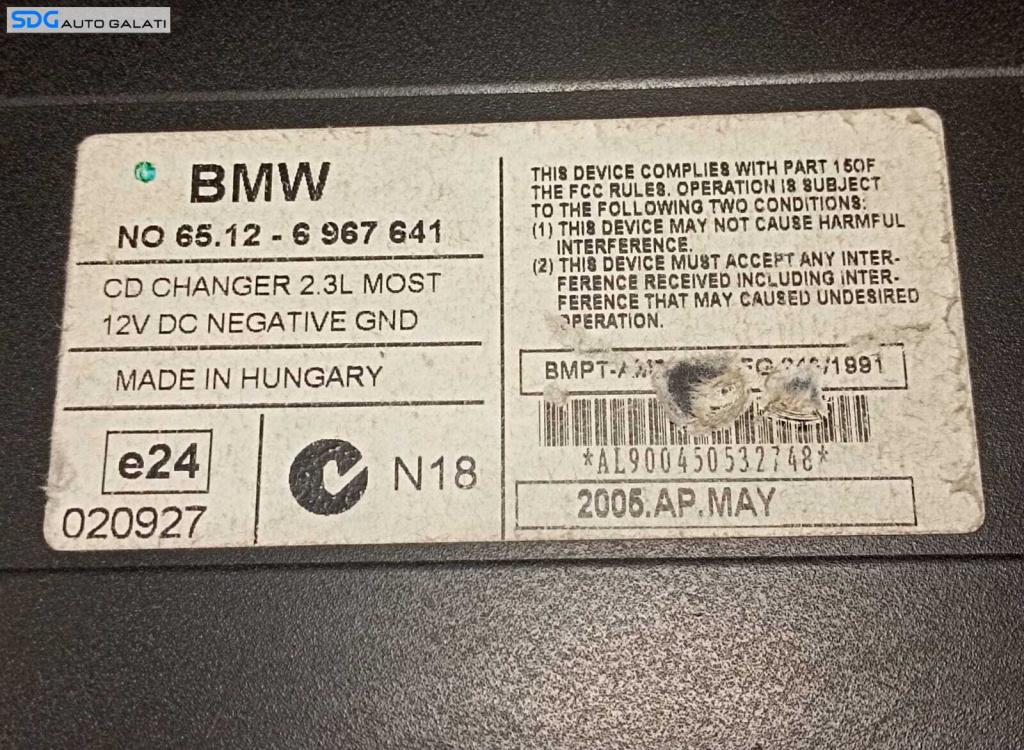 SDG AUTO GALATI
BMW
NO 65.12 - 6 967 641
CD CHANGER 2.3L MOST
12V DC NEGATIVE GND
MADE IN HUNGARY
e24
020927
N18
THIS DEVICE COMPLIES WITH PART 15OF
THE FCC RULES. OPERATION IS SUBJECT
TO THE FOLLOWING TWO CONDITIONS:
(1) THIS DEVICE MAY NOT CAUSE HARMFUL
INTERFERENCE.
(2) THIS DEVICE MUST ACCEPT ANY INTER-
FERENCE RECEIVED INCLUDING INTER-
FERENCE THAT MAY CAUSED UNDESIRED
OPERATION.
/1991
*AL900450532748*
2005.AP.MAY